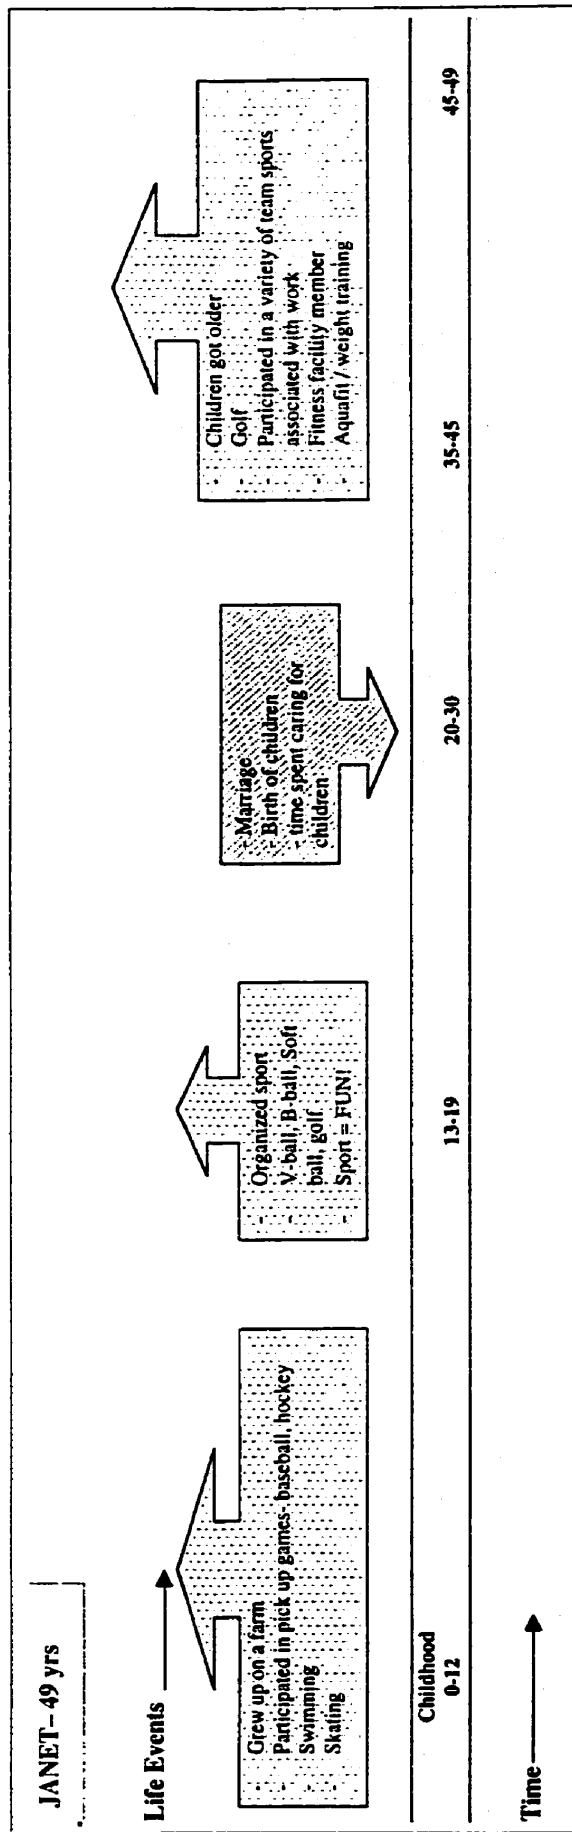 JANET– 49 yrs
Life Events
- Grew up on a farm
- Participated in pick up games- baseball, hockey
- Swimming
- Skating
- Organized sport
- V-ball, B-ball, Soft
ball, golf
- Sport = FUN!
- Marriage
- Birth of children
- time spent caring for
children
- Children got older
- Golf
- Participated in a variety of team sports
associated with work
- Fitness facility member
- Aquafit / weight training
Childhood
0-12
13-19
20-30
35-45
45-49
Time